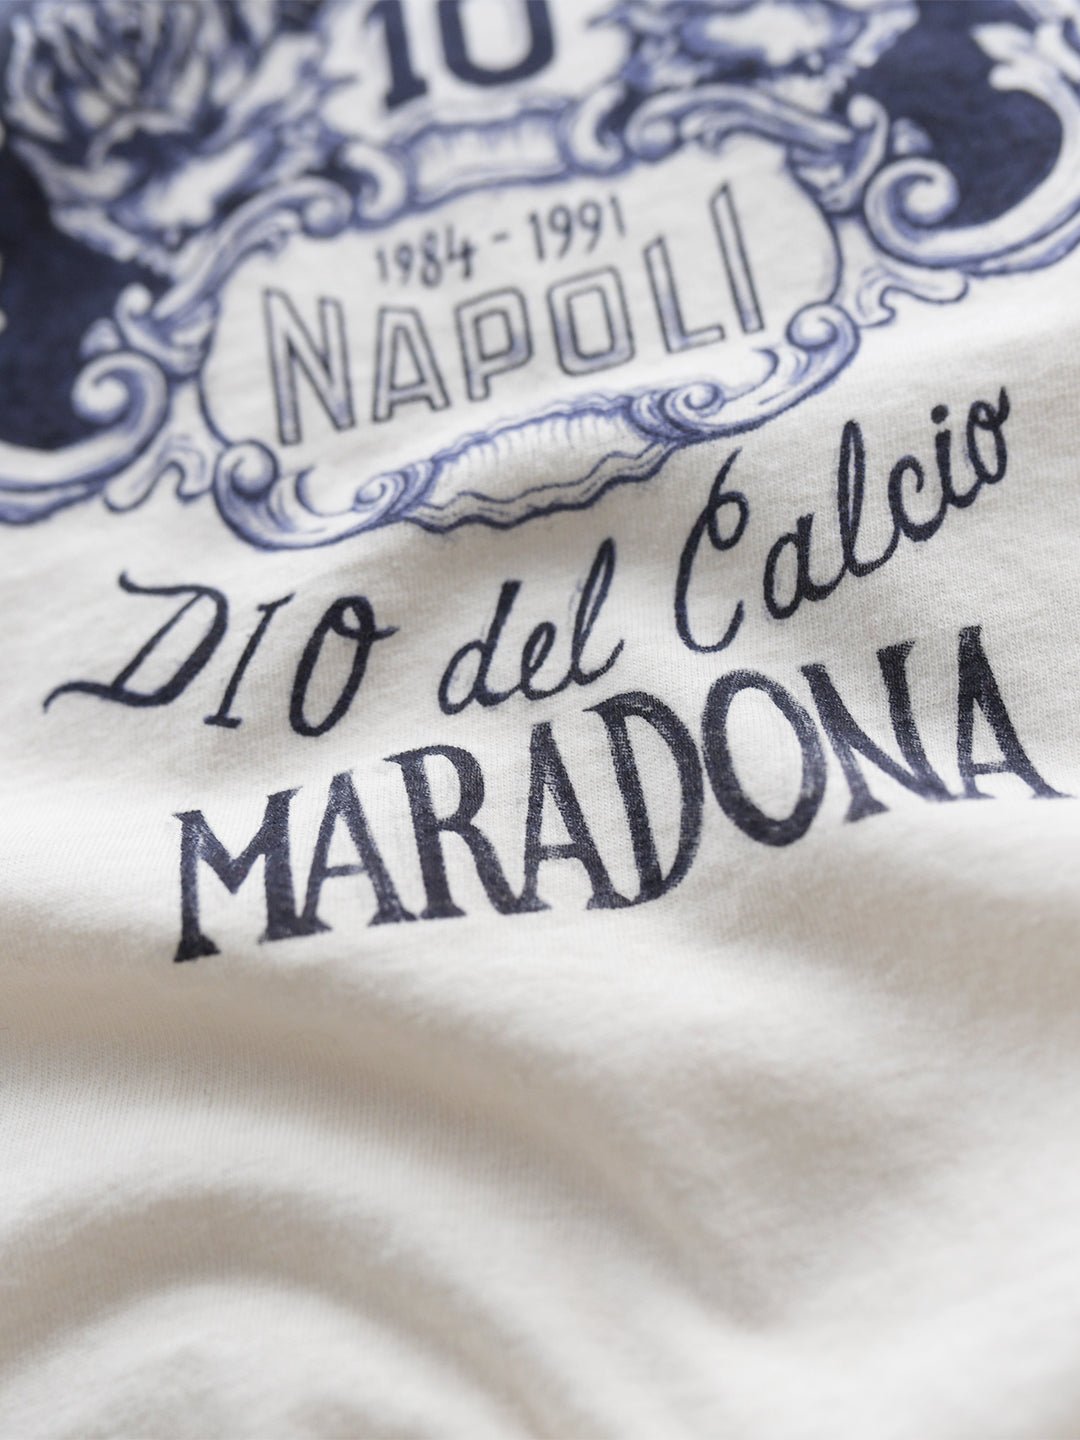 10
1984 - 1991
NAPOLI
DIO del Calcio
MARADONA